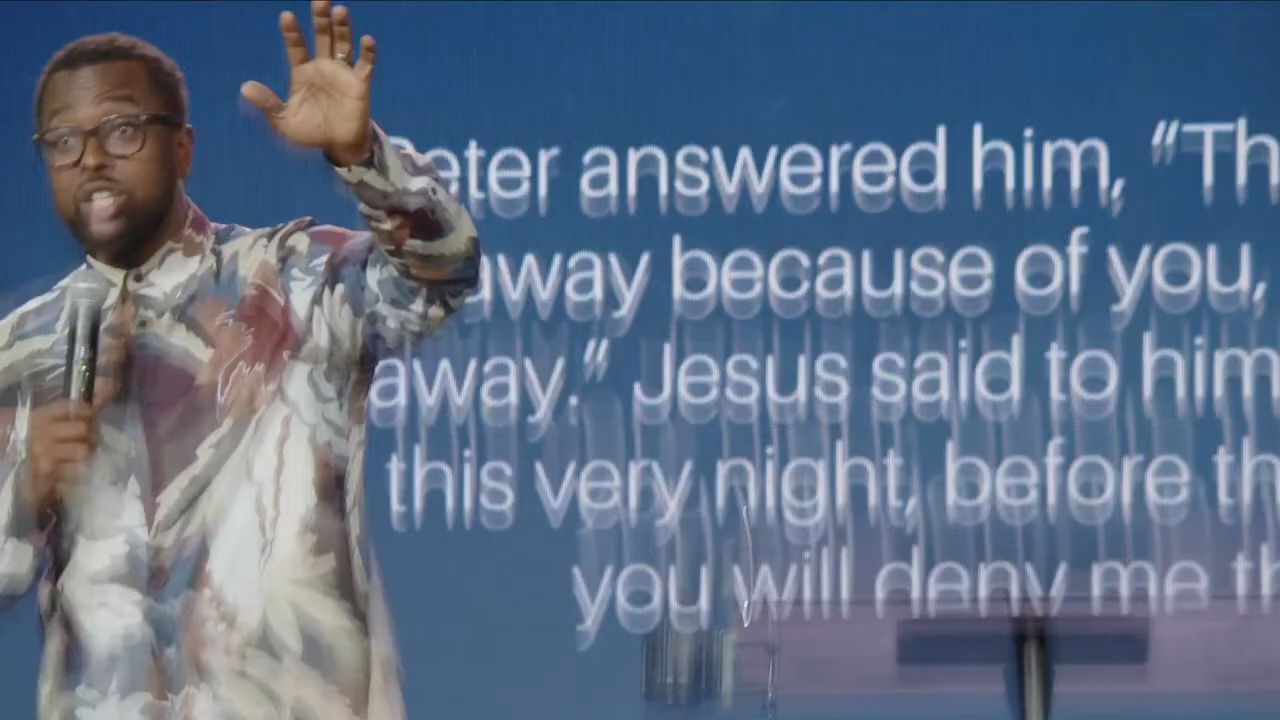 Peter answered him, “Th
away because of you,
away.” Jesus said to him
this very night, before th
you will deny me th